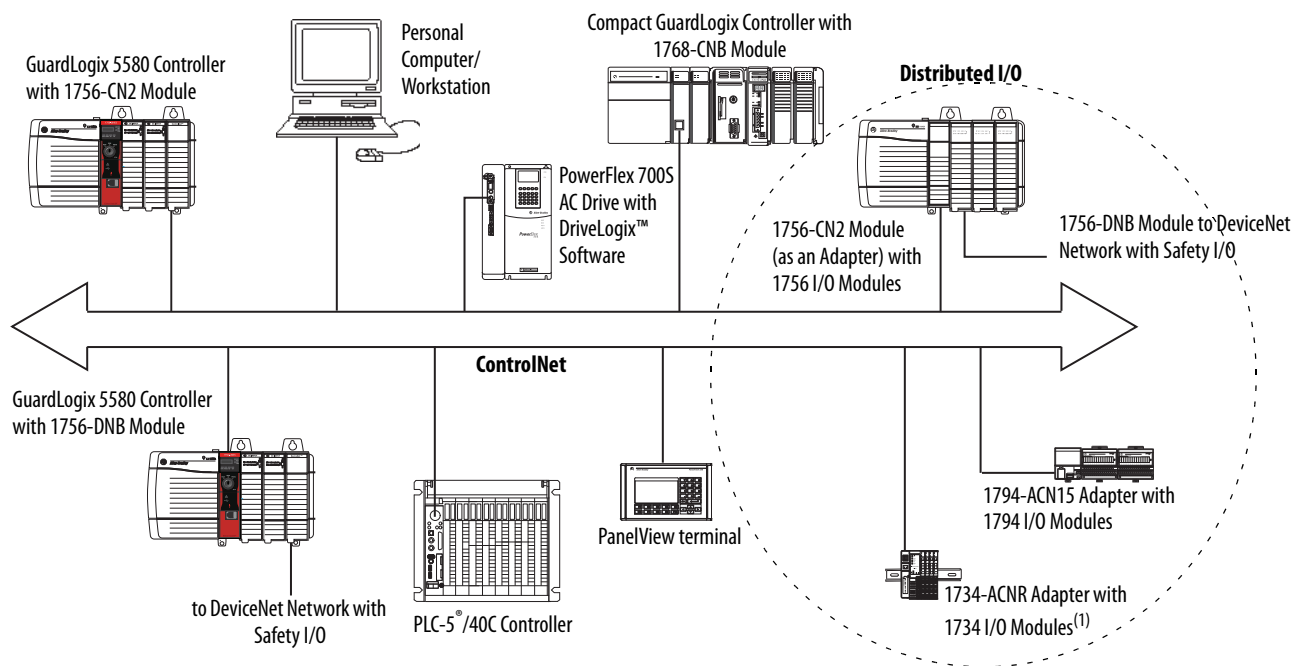 GuardLogix 5580 Controller
with 1756-CN2 Module
Personal
Computer/
Workstation
Compact GuardLogix Controller with
1768-CNB Module
Distributed I/O
PowerFlex 700S
AC Drive with
DriveLogix™
Software
1756-CN2 Module
(as an Adapter) with
1756 I/O Modules
1756-DNB Module to DeviceNet
Network with Safety I/O
ControlNet
GuardLogix 5580 Controller
with 1756-DNB Module
to DeviceNet Network with
Safety I/O
PLC-5®/40C Controller
PanelView terminal
1794-ACN15 Adapter with
1794 I/O Modules
1734-ACNR Adapter with
1734 I/O Modules(1)